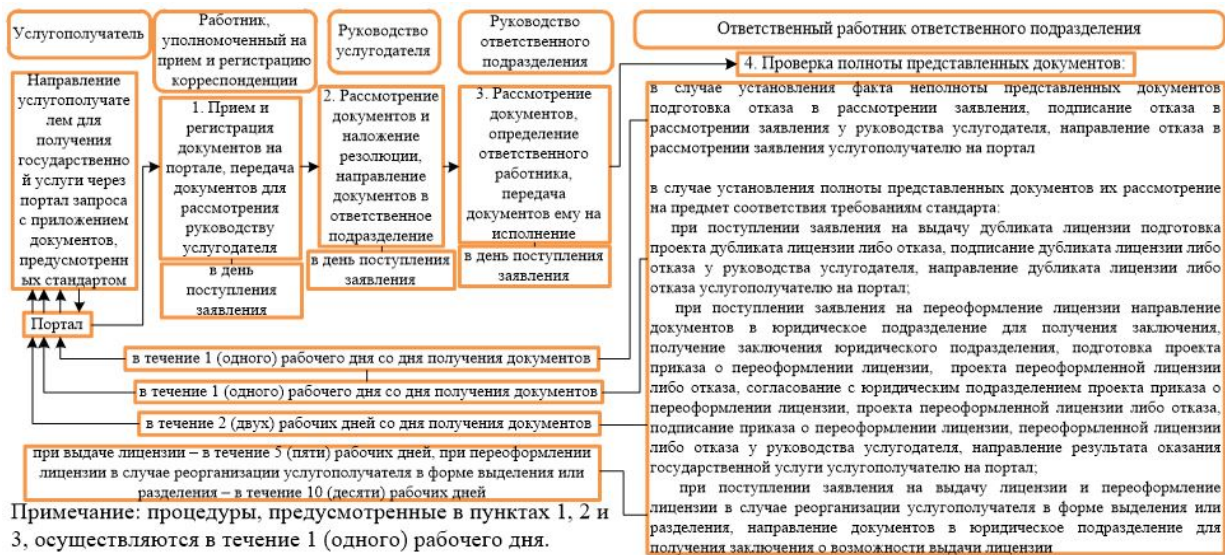 Услугополучатель
Работник,
уполномоченный на
прием и регистрацию
корреспонденции
Руководство
услугодателя
Руководство
ответственного
подразделения
Ответственный работник ответственного подразделения
Направление
услугополучате
лем для
получения
государственно
й услуги через
портал запроса
с приложением
документов,
предусмотрен
ых стандартом
1. Прием и
регистрация
документов на
портале, передача
документов для
рассмотрения
руководству
услугодателя
в день
поступления
заявления
2. Рассмотрение
документов и
наложение
резолюции,
направление
документов в
ответственное
подразделение
в день поступления
заявления
3. Рассмотрение
документов,
определение
ответственного
работника,
передача
документов ему на
исполнение
в день поступления
заявления
4. Проверка полноты представленных документов:
в случае установления факта неполноты представленных документов
подготовка отказа в рассмотрении заявления, подписание отказа в
рассмотрении заявления у руководства услугодателя, направление отказа в
рассмотрении заявления услугополучателю на портал
в случае установления полноты представленных документов их рассмотрение
на предмет соответствия требованиям стандарта:
при поступлении заявления на выдачу дубликата лицензии подготовка
проекта дубликата лицензии либо отказа, подписание дубликата лицензии либо
отказа у руководства услугодателя, направление дубликата лицензии либо
отказа услугополучателю на портал;
при поступлении заявления на переоформление лицензии направление
документов в юридическое подразделение для получения заключения,
получение заключения юридического подразделения, подготовка проекта
приказа о переоформлении лицензии, проекта переоформленной лицензии
либо отказа, согласование с юридическим подразделением проекта приказа о
переоформлении лицензии, проекта переоформленной лицензии либо отказа,
подписание приказа о переоформлении лицензии, переоформленной лицензии
либо отказа у руководства услугодателя, направление результата оказания
государственной услуги услугополучателю на портал;
при поступлении заявления на выдачу лицензии и переоформление
лицензии в случае реорганизации услугополучателя в форме выделения или
разделения, направление документов в юридическое подразделение для
получения заключения о возможности выдачи лицензии
Портал
в течение 1 (одного) рабочего дня со дня получения документов
в течение 1 (одного) рабочего дня со дня получения документов
в течение 2 (двух) рабочих дней со дня получения документов
при выдаче лицензии – в течение 5 (пяти) рабочих дней, при переоформлении
лицензии в случае реорганизации услугополучателя в форме выделения или
разделения – в течение 10 (десяти) рабочих дней
Примечание: процедуры, предусмотренные в пунктах 1, 2 и
3, осуществляются в течение 1 (одного) рабочего дня.